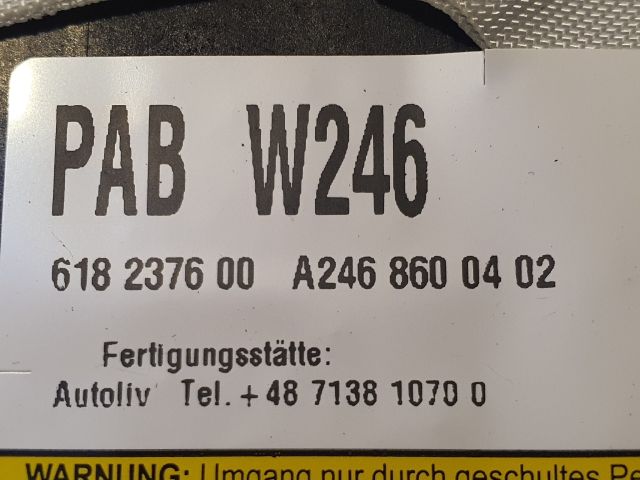 PAB W246
618 2376 00 A246 860 04 02
Fertigungsstätte:
Autoliv Tel. +48 7138 1070 0
WARNUNG: Umgang nur durch geschultes Pe